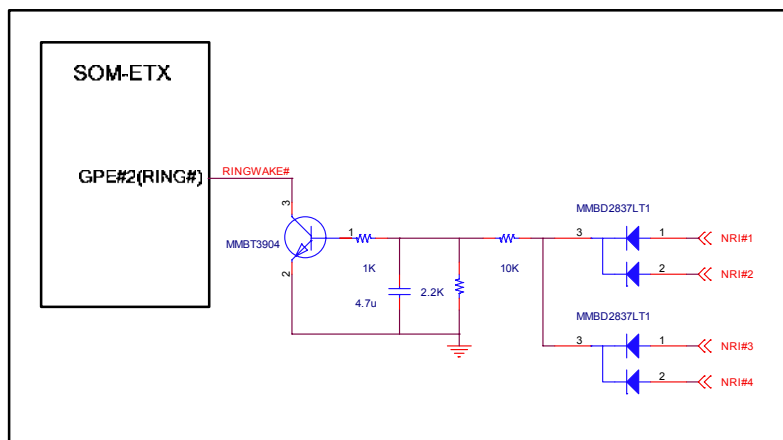 SOM-ETX
GPE#2(RING#)
RINGWAKE#
3
MMBT3904
2
1
1K
4.7u
2.2K
10K
MMBD2837LT1
3
1
NRI#1
2
NRI#2
MMBD2837LT1
3
1
NRI#3
2
NRI#4